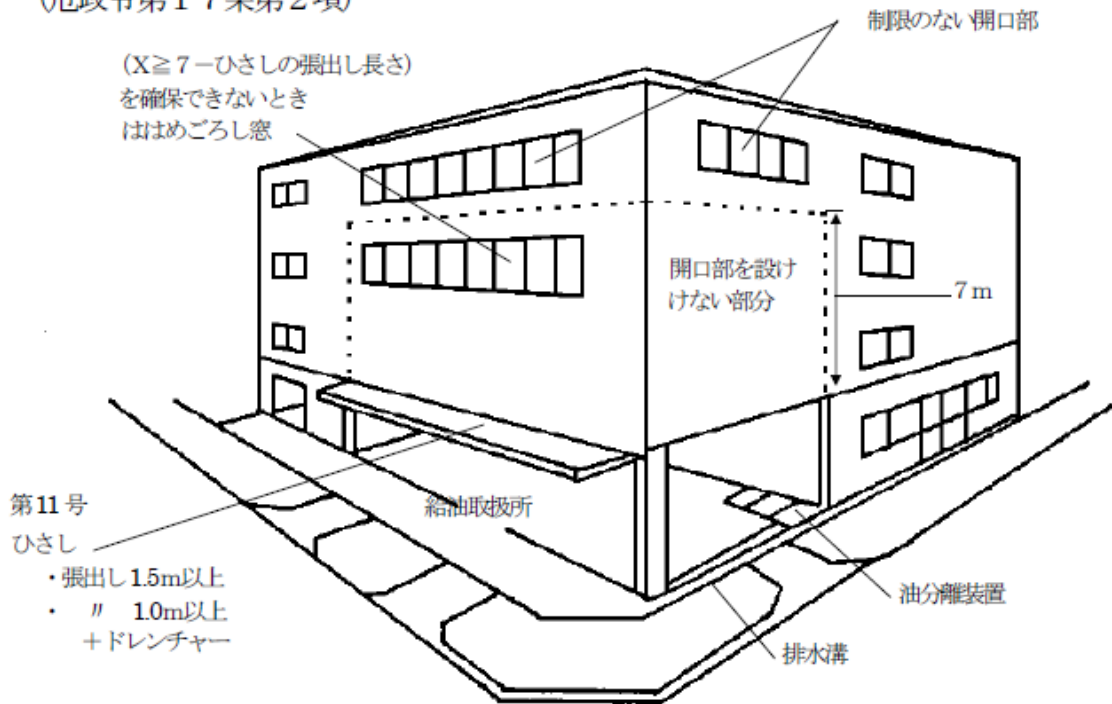 （危政令第１７条第２項）
制限のない開口部
（X≧７－ひさしの張出し長さ）
を確保できないとき
ははめごろし窓
開口部を設け
けない部分
７ｍ
第11 号
ひさし
・張出し 1.5m以上
・ 〃 1.0m以上
＋ドレンチャー
給油取扱所
油分離装置
排水溝